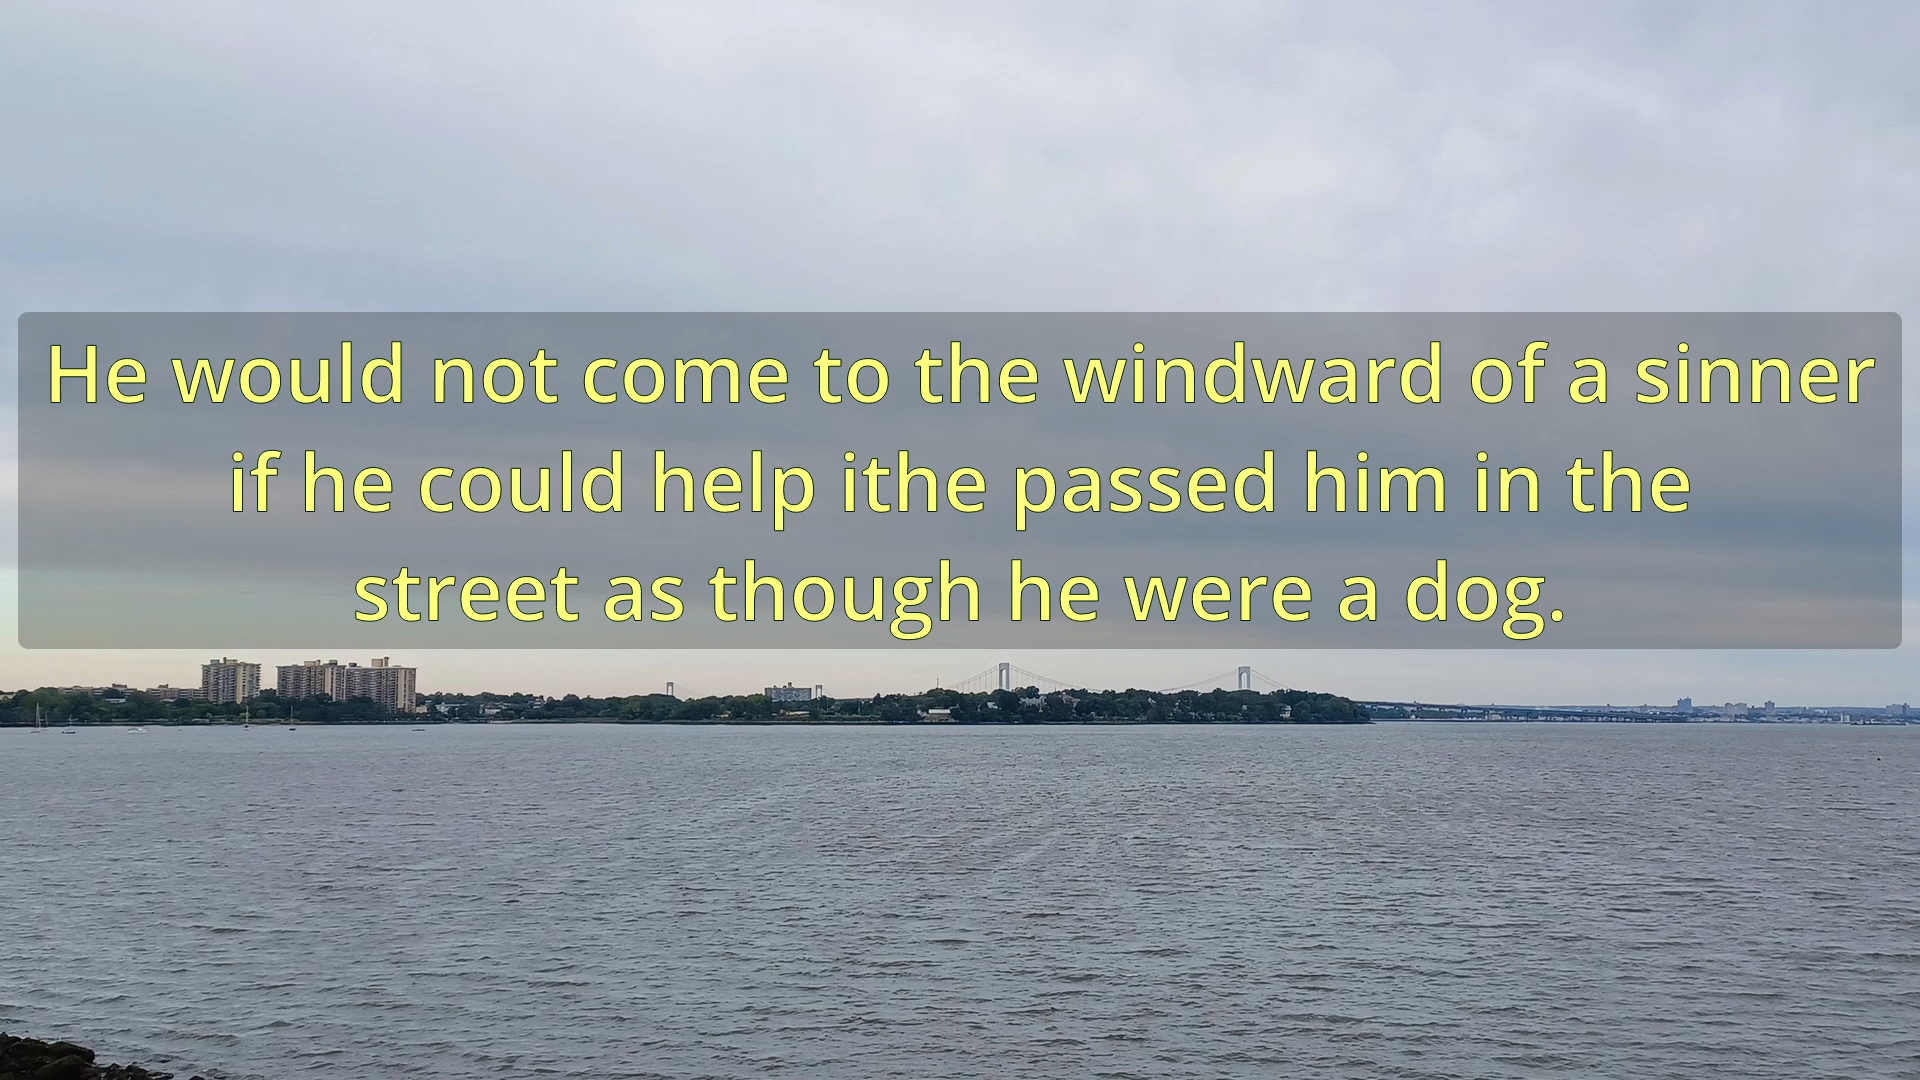 He would not come to the windward of a sinner
if he could help ithe passed him in the
street as though he were a dog.